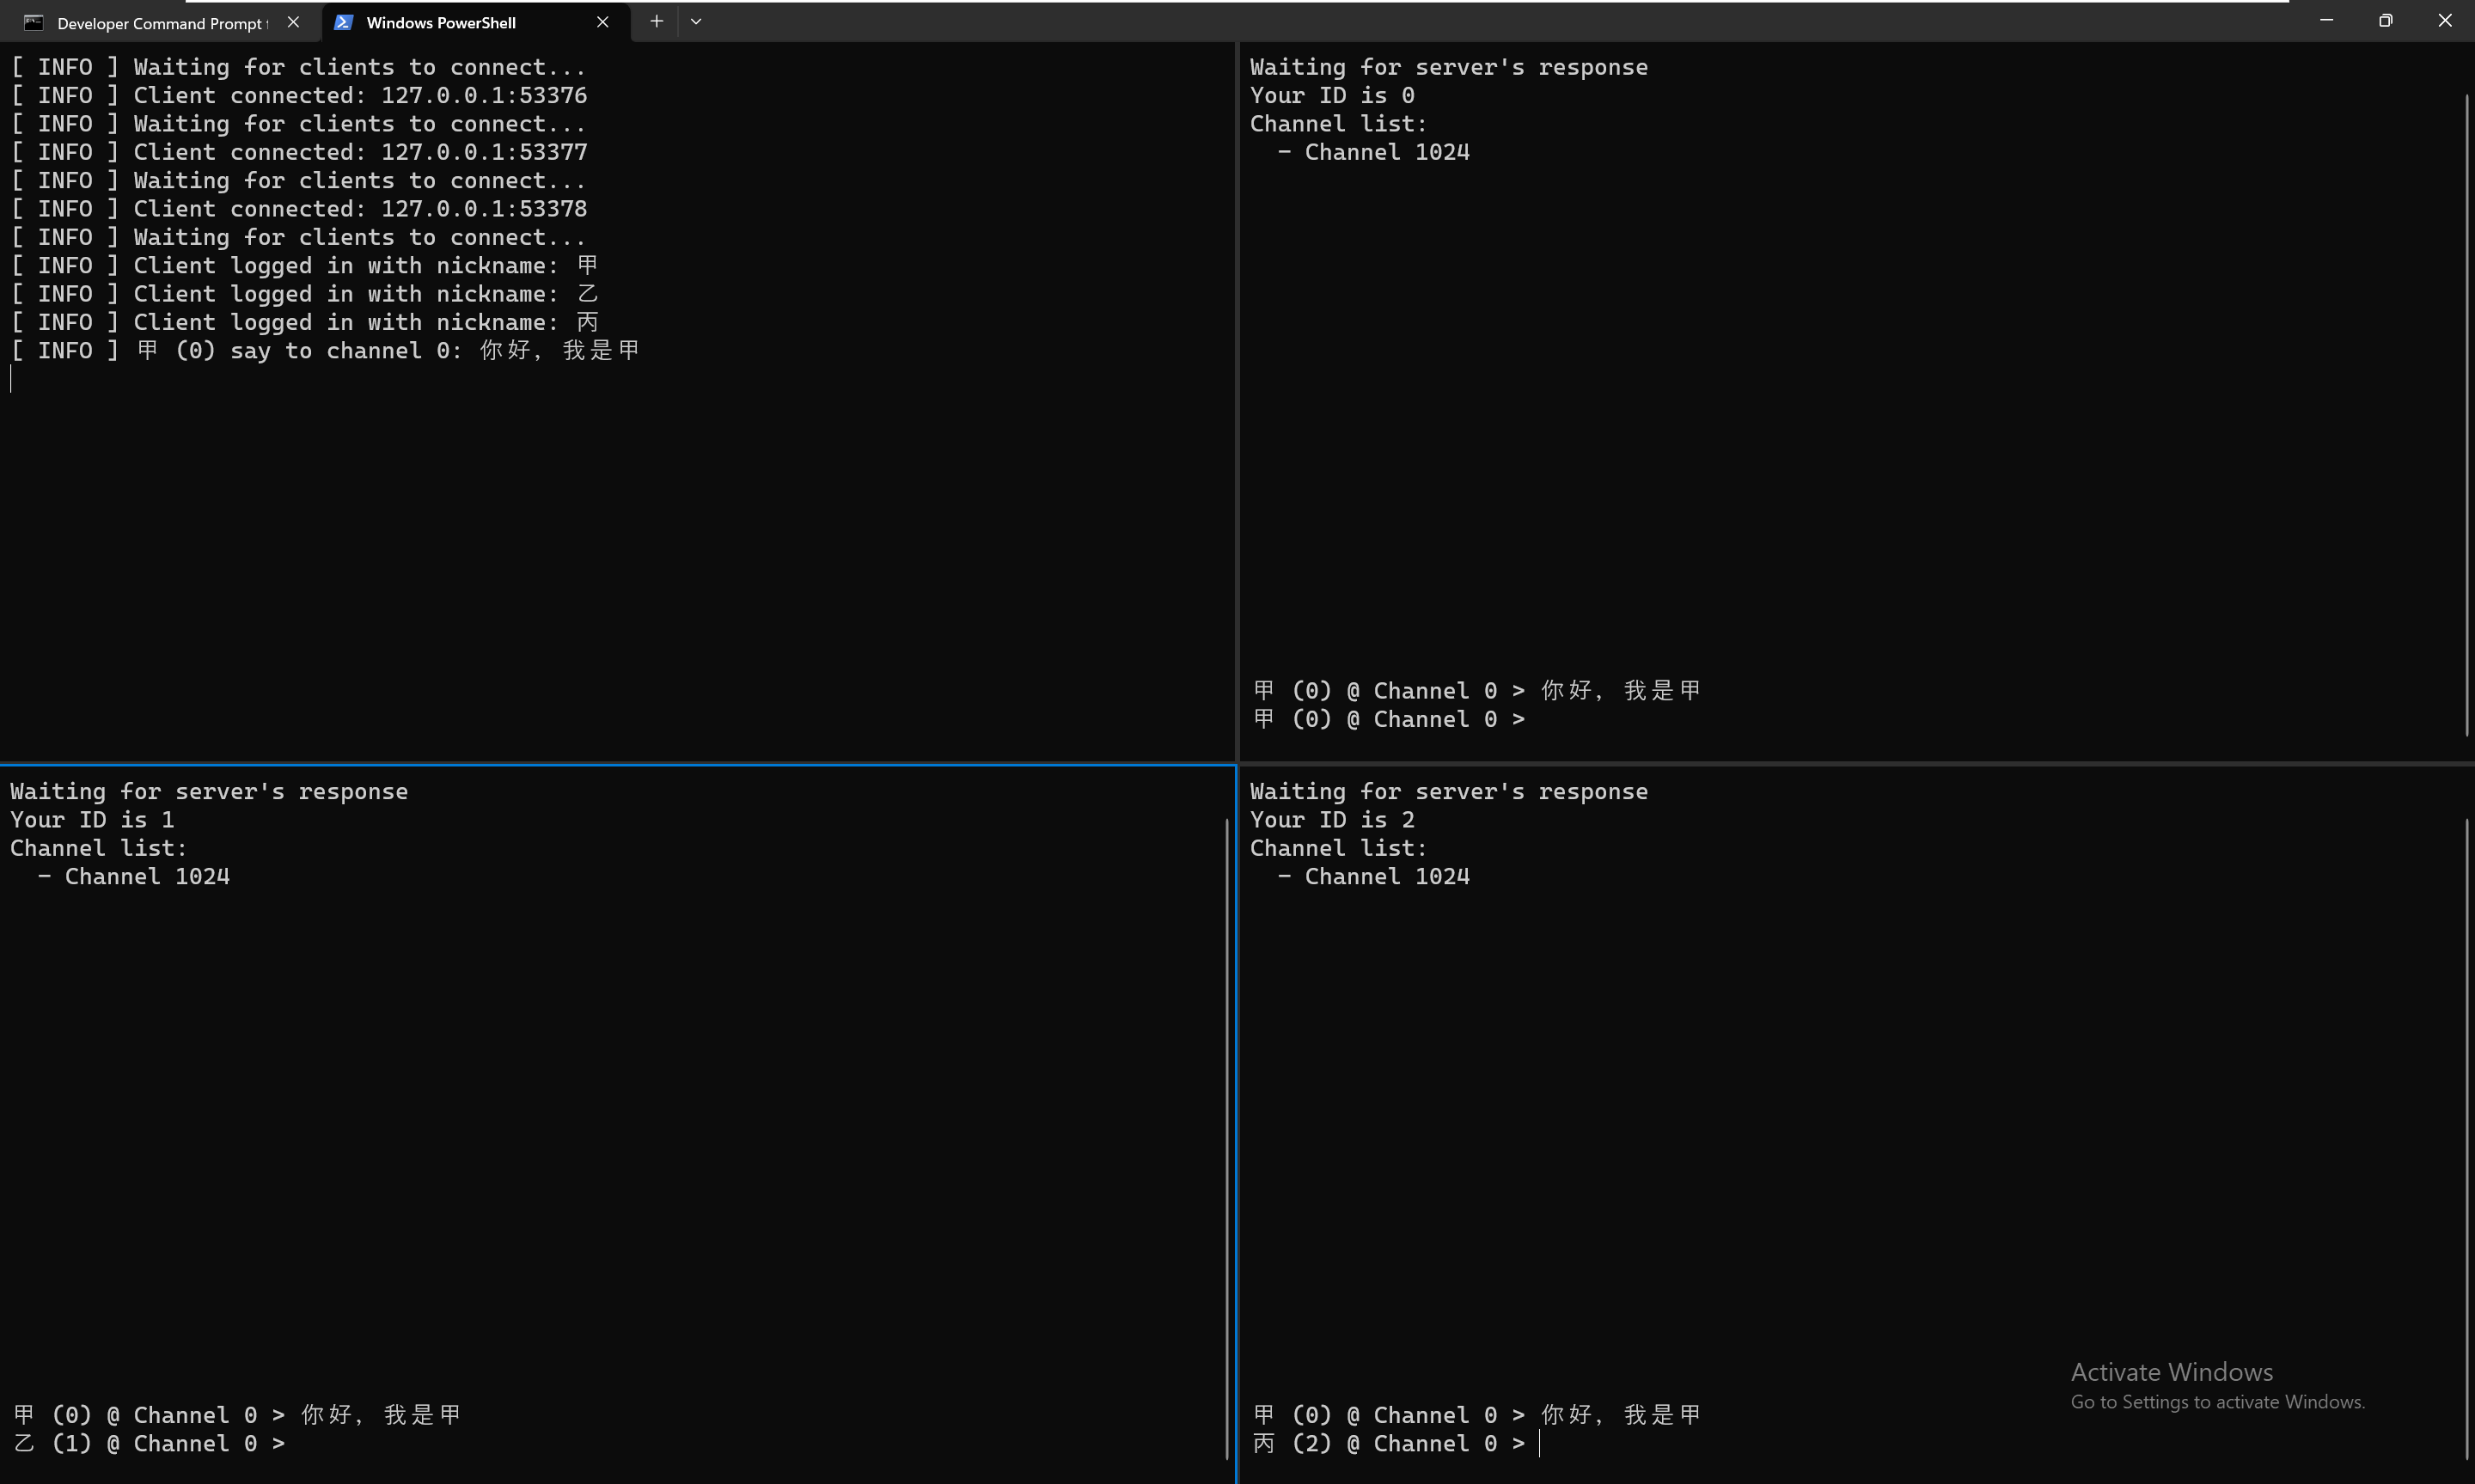 Developer Command Prompt
Windows PowerShell
[ INFO ] Waiting for clients to connect...
[ INFO ] Client connected: 127.0.0.1:53376
[ INFO ] Waiting for clients to connect...
[ INFO ] Client connected: 127.0.0.1:53377
[ INFO ] Waiting for clients to connect...
[ INFO ] Client connected: 127.0.0.1:53378
[ INFO ] Waiting for clients to connect...
[ INFO ] Client logged in with nickname: 甲
[ INFO ] Client logged in with nickname: 乙
[ INFO ] Client logged in with nickname: 丙
[ INFO ] 甲 (0) say to channel 0: 你好，我是甲
Waiting for server's response
Your ID is 0
Channel list:
  - Channel 1024
甲 (0) @ Channel 0 > 你好，我是甲
甲 (0) @ Channel 0 >
Waiting for server's response
Your ID is 1
Channel list:
  - Channel 1024
甲 (0) @ Channel 0 > 你好，我是甲
乙 (1) @ Channel 0 >
Waiting for server's response
Your ID is 2
Channel list:
  - Channel 1024
甲 (0) @ Channel 0 > 你好，我是甲
丙 (2) @ Channel 0 >
Activate Windows
Go to Settings to activate Windows.